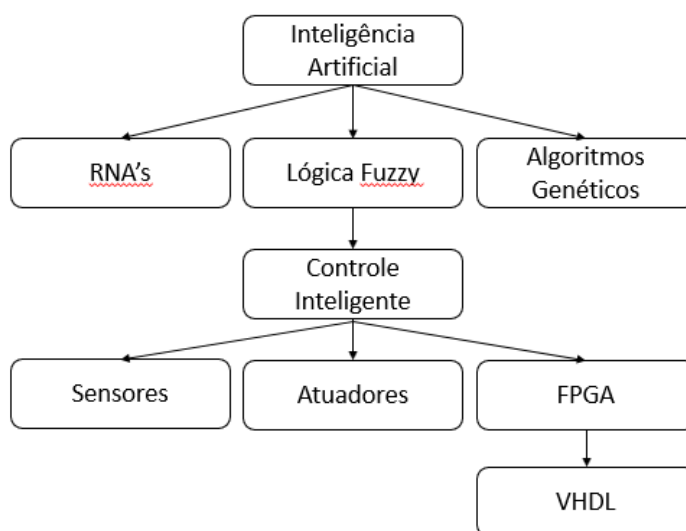 Inteligência
Artificial
RNA's
Lógica Fuzzy
Algoritmos
Genéticos
Controle
Inteligente
Sensores
Atuadores
FPGA
VHDL